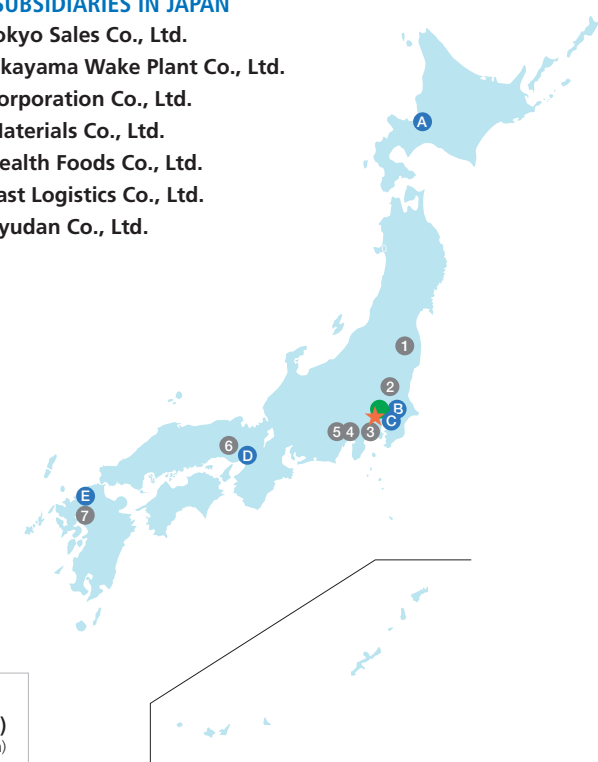 SUBSIDIARIES IN JAPAN
okyo Sales Co., Ltd.
kayama Wake Plant Co., Ltd.
orporation Co., Ltd.
Materials Co., Ltd.
ealth Foods Co., Ltd.
ast Logistics Co., Ltd.
yudan Co., Ltd.
A
1
2
B
C
5 4 3
6
D
E
7
)
)